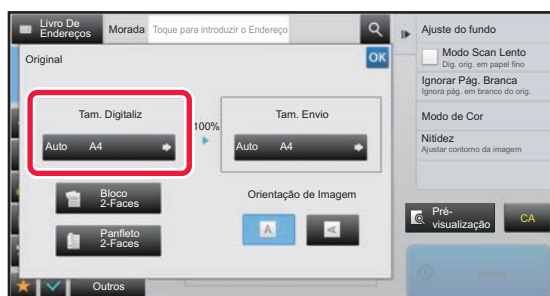 Livro De
Endereços
Morada
Toque para introduzir o Endereço
Original
OK
Tam. Digitaliz
Auto A4
100%
Tam. Envio
Auto A4
Bloco
2-Faces
Panfleto
2-Faces
Orientação de Imagem
A
A
Outros
Ajuste do fundo
Modo Scan Lento
Dig. orig. em papel fino
Ignorar Pág. Branca
Ignora pág. em branco do orig.
Modo de Cor
Nitidez
Ajustar contorno da imagem
Pré-
visualização
CA
Iniciar